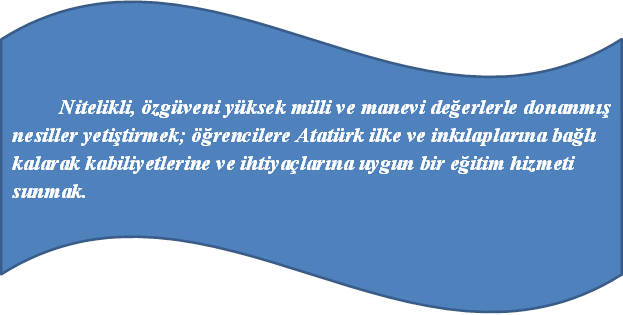 Nitelikli, özgüveni yüksek milli ve manevi değerlerle donanmış
nesiller yetiştirmek; öğrencilere Atatürk ilke ve inkılaplarına bağlı
kalarak kabiliyetlerine ve ihtiyaçlarına uygun bir eğitim hizmeti
sunmak.